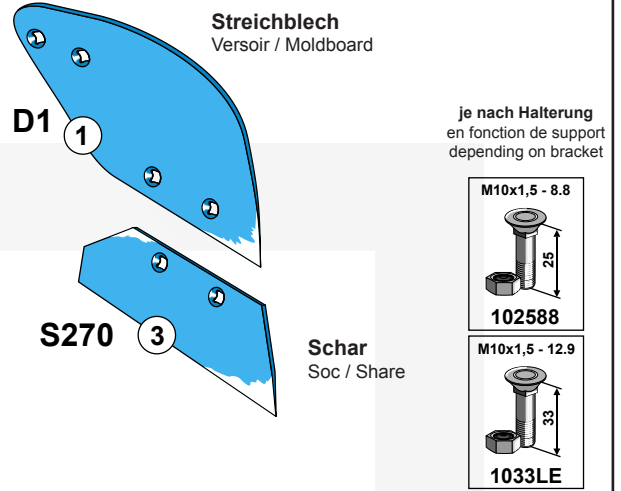 Streichblech
Versoir / Moldboard
D1
1
je nach Halterung
en fonction de support
depending on bracket
M10x1,5 - 8.8
25
102588
S270
3
Schar
Soc / Share
M10x1,5 - 12.9
33
1033LE